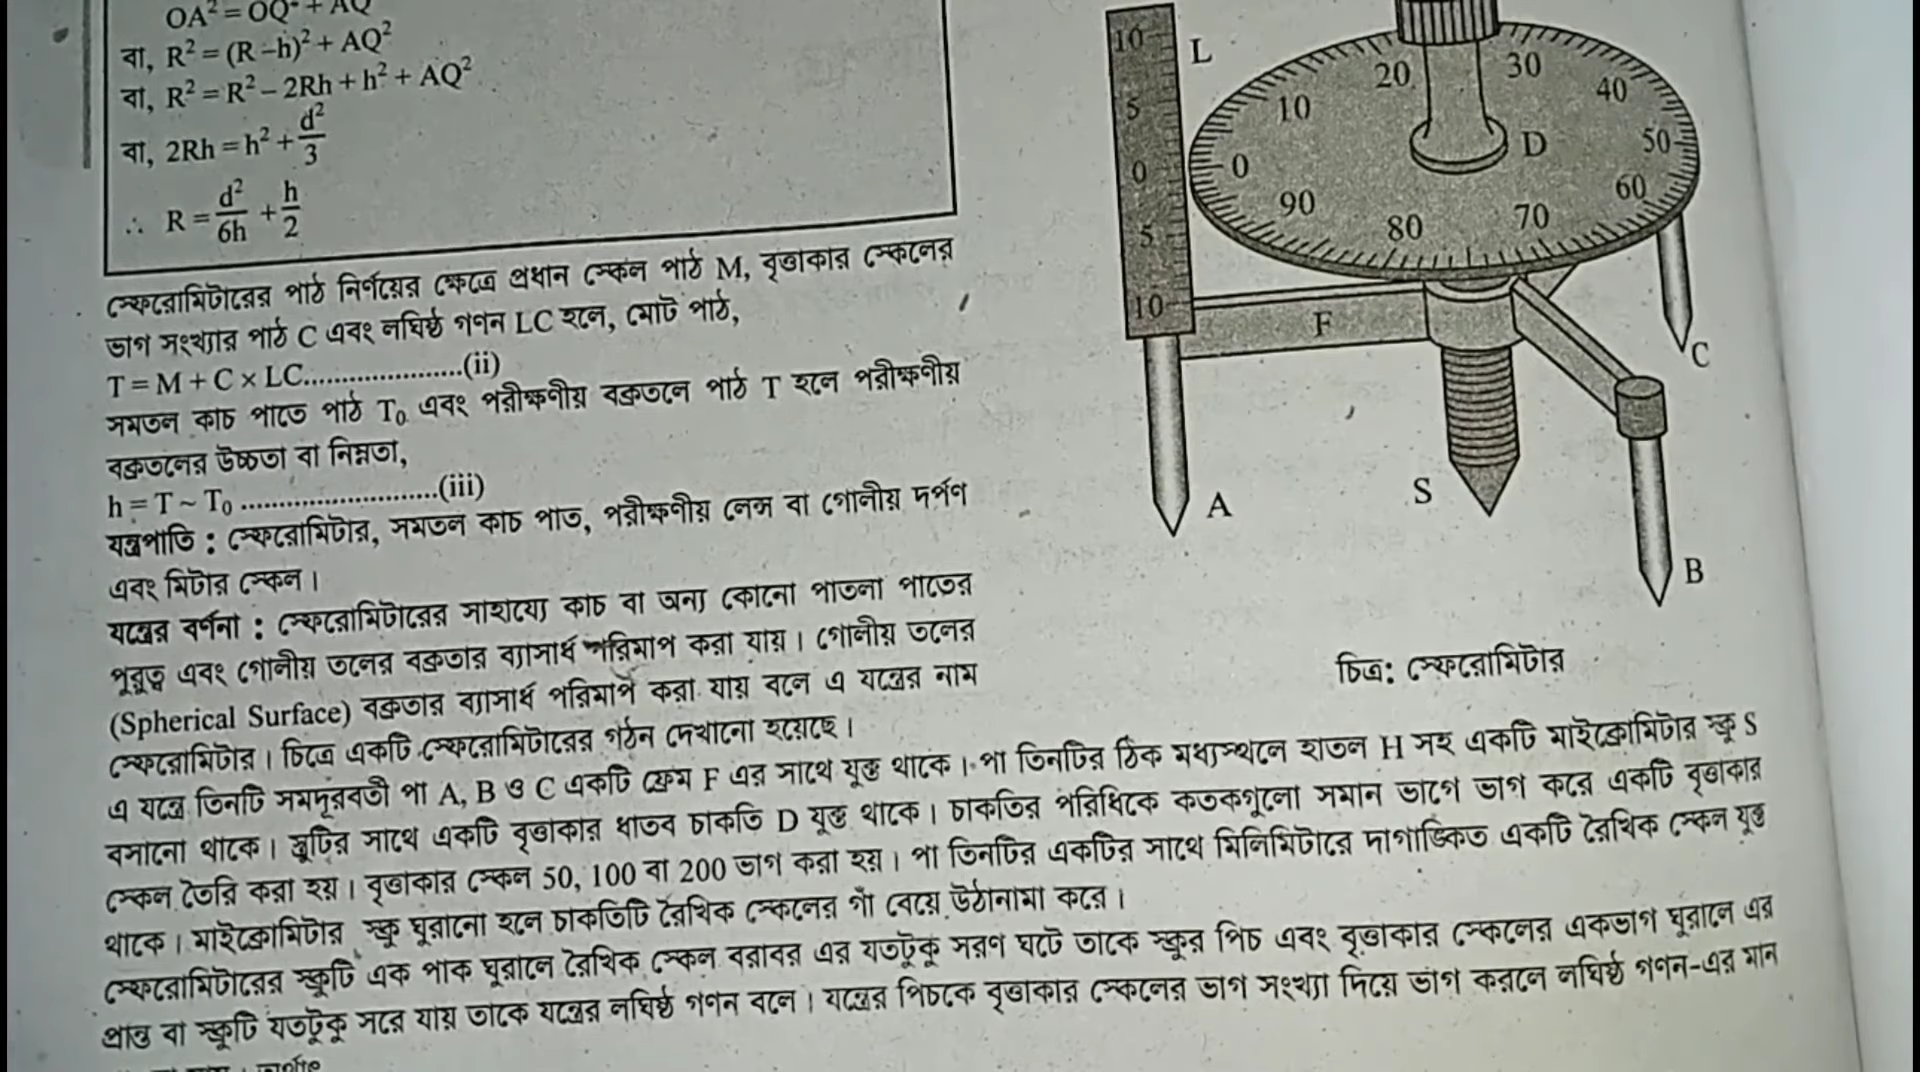 OA² = OQ² + AQ²
বা, R² = (R – h)² + AQ²
বা, R² = R² – 2Rh + h² + AQ²
বা, 2Rh = h² + d²/3
∴ R = d²/6h + h/2
স্ফেরোমিটারের পাঠ নির্ণয়ের ক্ষেত্রে প্রধান স্কেল পাঠ M, বৃত্তাকার স্কেলের
ভাগ সংখ্যার পাঠ C এবং লঘিষ্ঠ গণন LC হলে, মোট পাঠ,
T = M + C × LC.....................(ii)
সমতল কাচ পাতে পাঠ T₀ এবং পরীক্ষণীয় বক্রতলে পাঠ T হলে পরীক্ষণীয়
বক্রতলের উচ্চতা বা নিম্নতা,
h = T ~ T₀ ..........................(iii)
যন্ত্রপাতি : স্ফেরোমিটার, সমতল কাচ পাত, পরীক্ষণীয় লেন্স বা গোলীয় দর্পণ
এবং মিটার স্কেল।
যন্ত্রের বর্ণনা : স্ফেরোমিটারের সাহায্যে কাচ বা অন্য কোনো পাতলা পাতের
পুরুত্ব এবং গোলীয় তলের বক্রতার ব্যাসার্ধ পরিমাপ করা যায়। গোলীয় তলের
(Spherical Surface) বক্রতার ব্যাসার্ধ পরিমাপ করা যায় বলে এ যন্ত্রের নাম
স্ফেরোমিটার। চিত্রে একটি স্ফেরোমিটারের গঠন দেখানো হয়েছে।
এ যন্ত্রে তিনটি সমদূরবর্তী পা A, B ও C একটি ফ্রেম F এর সাথে যুক্ত থাকে। পা তিনটির ঠিক মধ্যস্থলে হাতল H সহ একটি মাইক্রোমিটার স্ক্রু S
বসানো থাকে। স্ক্রুটির সাথে একটি বৃত্তাকার ধাতব চাকতি D যুক্ত থাকে। চাকতির পরিধিকে কতকগুলো সমান ভাগে ভাগ করে একটি বৃত্তাকার
স্কেল তৈরি করা হয়। বৃত্তাকার স্কেল 50, 100 বা 200 ভাগ করা হয়। পা তিনটির একটির সাথে মিলিমিটারে দাগাঙ্কিত একটি রৈখিক স্কেল যুক্ত
থাকে। মাইক্রোমিটার স্ক্রু ঘুরানো হলে চাকতিটি রৈখিক স্কেলের গাঁ বেয়ে উঠানামা করে।
স্ফেরোমিটারের স্ক্রুটি এক পাক ঘুরালে রৈখিক স্কেল বরাবর এর যতটুকু সরণ ঘটে তাকে স্ক্রুর পিচ এবং বৃত্তাকার স্কেলের একভাগ ঘুরালে এর
প্রান্ত বা স্ক্রুটি যতটুকু সরে যায় তাকে যন্ত্রের লঘিষ্ঠ গণন বলে। যন্ত্রের পিচকে বৃত্তাকার স্কেলের ভাগ সংখ্যা দিয়ে ভাগ করলে লঘিষ্ঠ গণন-এর মান
10
5
0
5
10
L
0
10
20
30
40
50
60
70
80
90
D
F
C
A
S
B
চিত্র: স্ফেরোমিটার